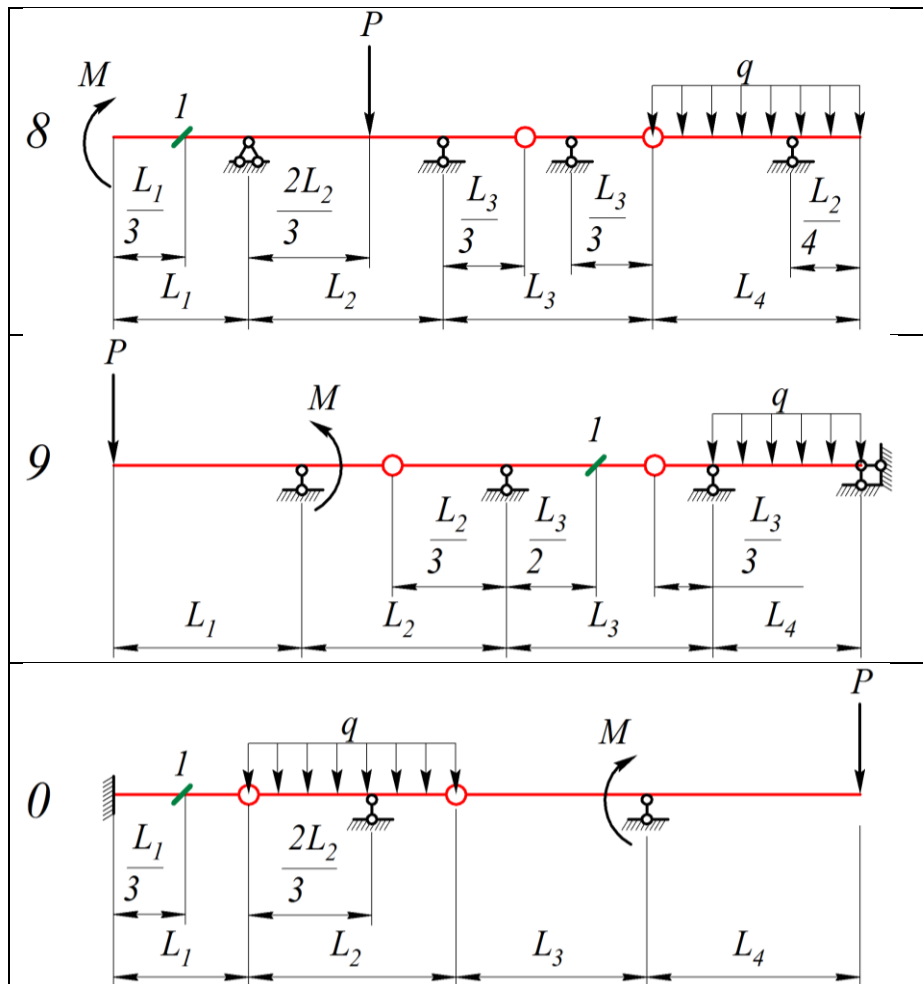 P
q
M
1
8
L₁/3
2L₂/3
L₃/3
L₃/3
L₂/4
L₁
L₂
L₃
L₄
P
M
q
1
9
L₂/3
L₃/2
L₃/3
L₁
L₂
L₃
L₄
P
q
M
1
0
L₁/3
2L₂/3
L₁
L₂
L₃
L₄